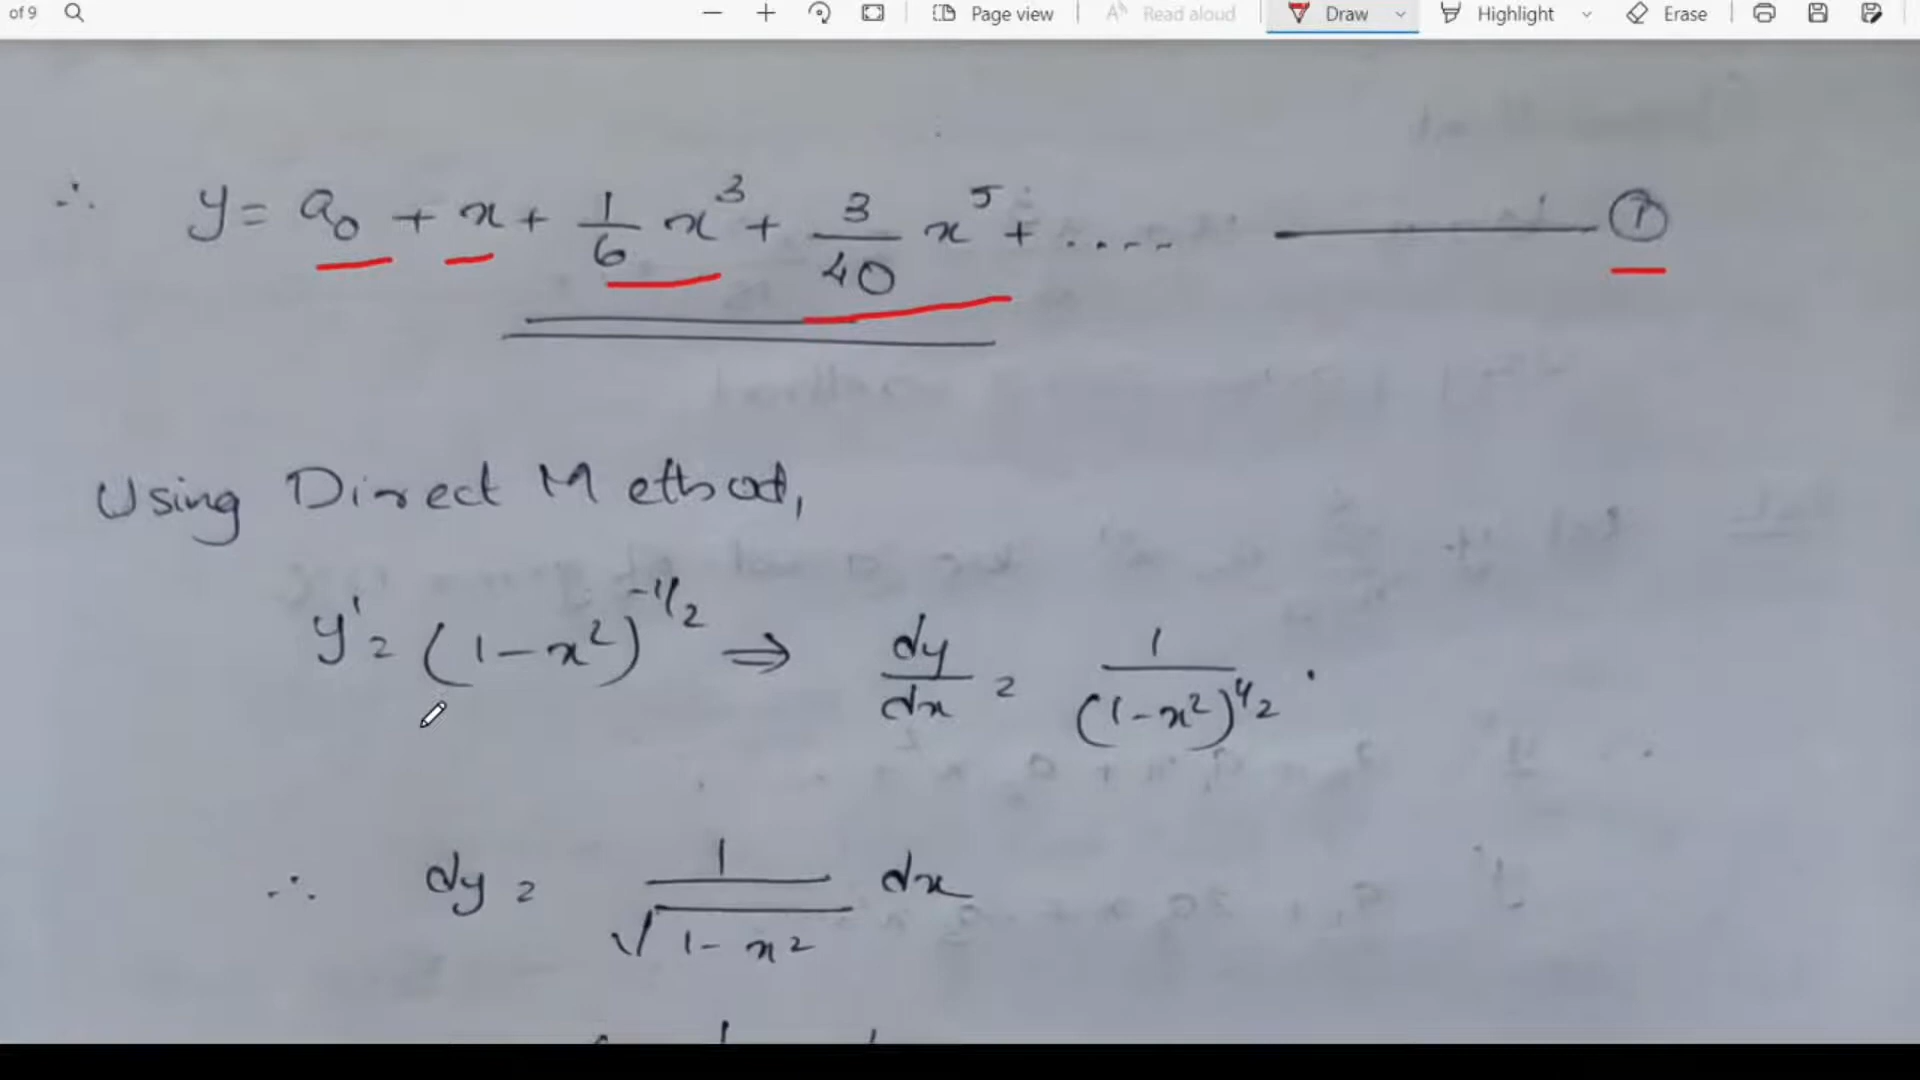 of 9 Page view Read aloud Draw Highlight Erase
∴ y = a₀ + x + 1/6 x³ + 3/40 x⁵ + ..... ——— ①
Using Direct Method,
y' = (1-x²)^(-1/2) ⇒ dy/dx = 1/(1-x²)^(1/2) .
∴ dy = 1/√(1-x²) dx